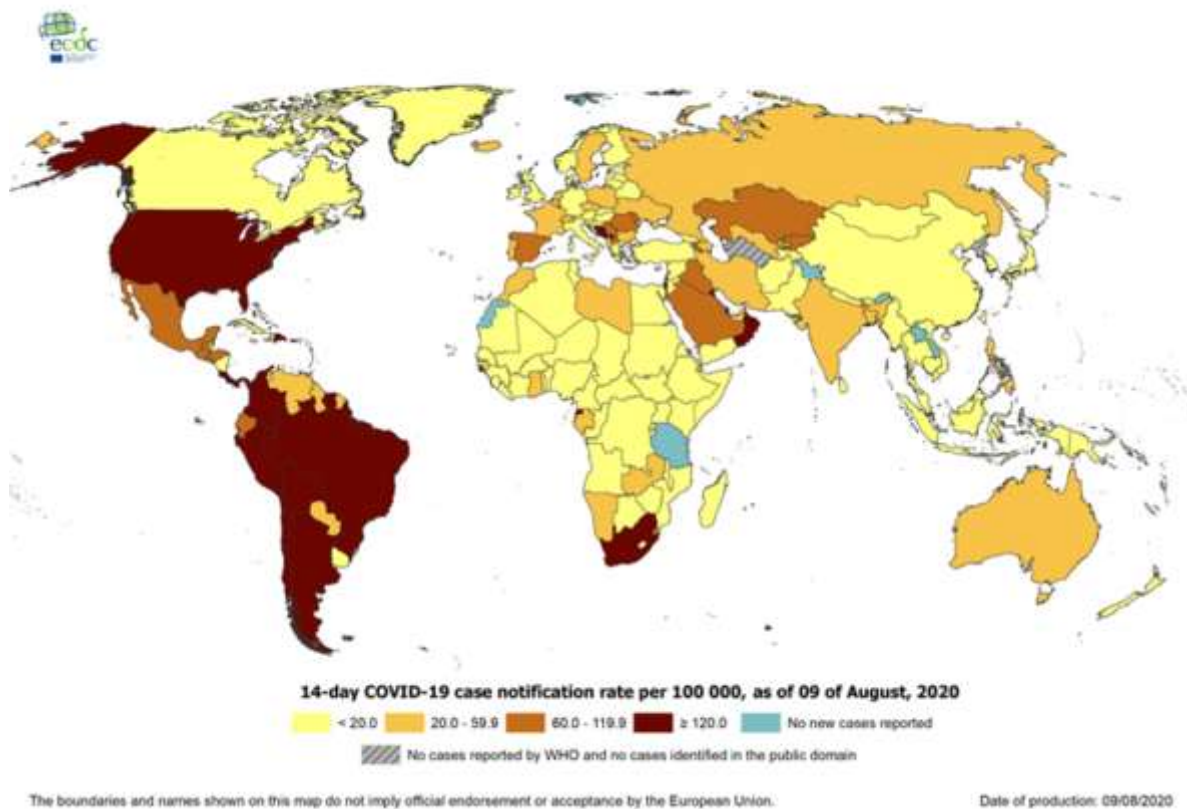 ecdc
14-day COVID-19 case notification rate per 100 000, as of 09 of August, 2020
< 20.0 20.0 - 59.9 60.0 - 119.9 ≥ 120.0 No new cases reported
No cases reported by WHO and no cases identified in the public domain
The boundaries and names shown on this map do not imply official endorsement or acceptance by the European Union. Date of production: 09/08/2020